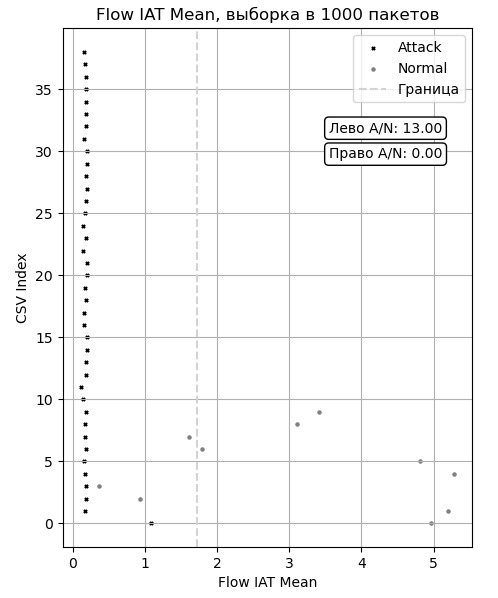 Flow IAT Mean, выборка в 1000 пакетов
Attack
Normal
Граница
Лево A/N: 13.00
Право A/N: 0.00
CSV Index
35
30
25
20
15
10
5
0
0 1 2 3 4 5
Flow IAT Mean